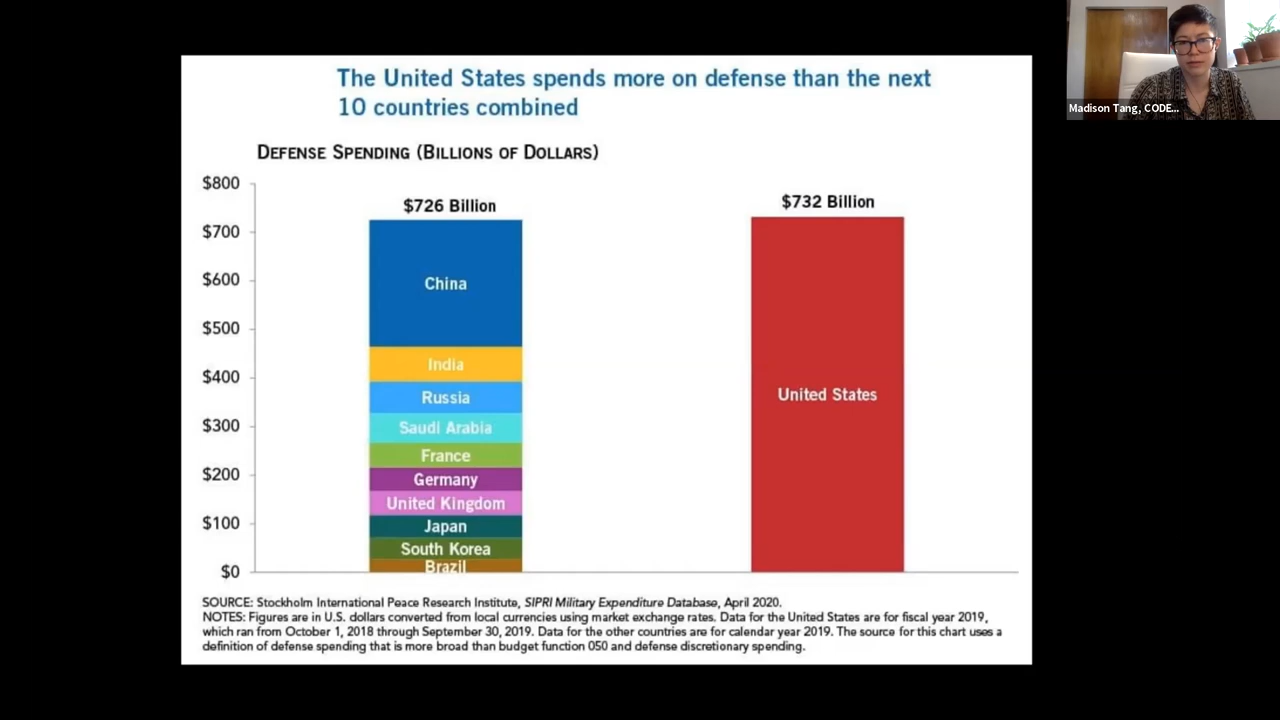 The United States spends more on defense than the next
10 countries combined
DEFENSE SPENDING (BILLIONS OF DOLLARS)
$800
$700
$600
$500
$400
$300
$200
$100
$0
$726 Billion
China
India
Russia
Saudi Arabia
France
Germany
United Kingdom
Japan
South Korea
Brazil
$732 Billion
United States
SOURCE: Stockholm International Peace Research Institute, SIPRI Military Expenditure Database, April 2020.
NOTES: Figures are in U.S. dollars converted from local currencies using market exchange rates. Data for the United States are for fiscal year 2019,
which ran from October 1, 2018 through September 30, 2019. Data for the other countries are for calendar year 2019. The source for this chart uses a
definition of defense spending that is more broad than budget function 050 and defense discretionary spending.
Madison Tang, CODE...